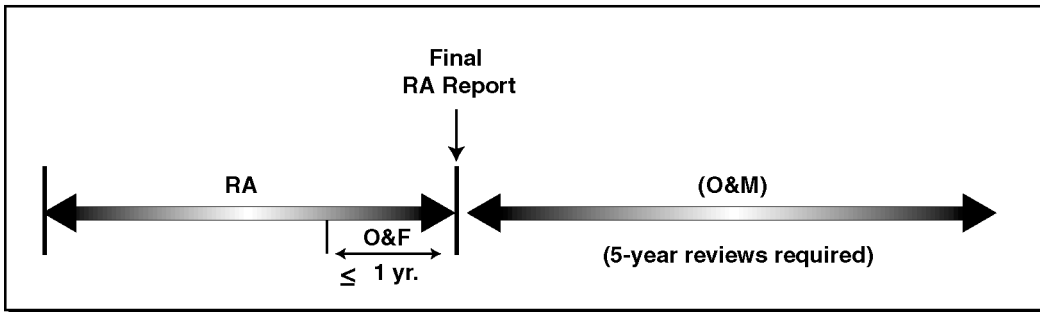 Final
RA Report
RA
(O&M)
O&F
≤ 1 yr.
(5-year reviews required)